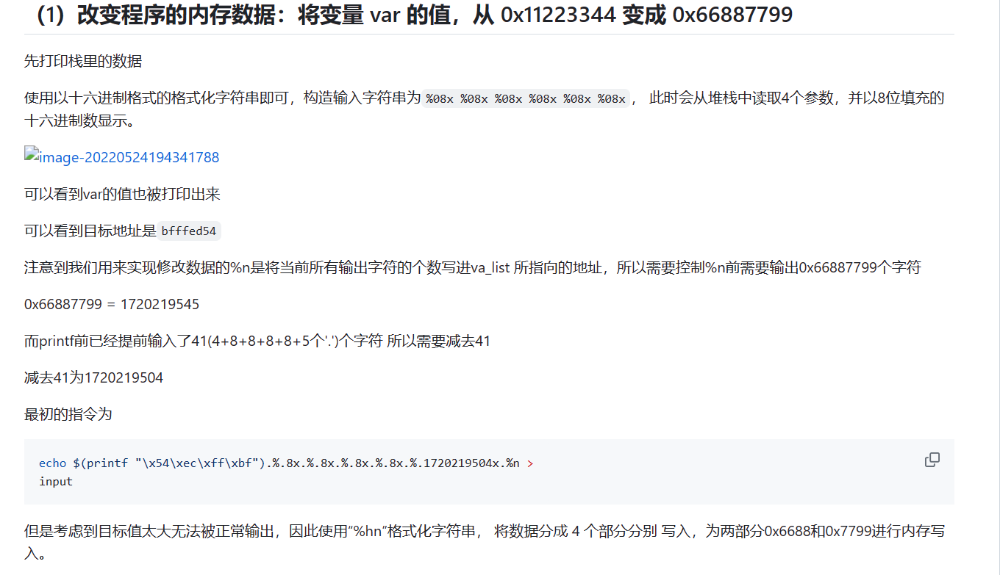 （1）改变程序的内存数据：将变量 var 的值，从 0x11223344 变成 0x66887799
先打印栈里的数据
使用以十六进制格式的格式化字符串即可，构造输入字符串为 %08x %08x %08x %08x %08x %08x ， 此时会从堆栈中读取4个参数，并以8位填充的
十六进制数显示。
image-20220524194341788
可以看到var的值也被打印出来
可以看到目标地址是 bfffed54
注意到我们用来实现修改数据的%n是将当前所有输出字符的个数写进va_list 所指向的地址，所以需要控制%n前需要输出0x66887799个字符
0x66887799 = 1720219545
而printf前已经提前输入了41(4+8+8+8+8+5个'.')个字符 所以需要减去41
减去41为1720219504
最初的指令为
echo $(printf "\x54\xec\xff\xbf").%.8x.%.8x.%.8x.%.8x.%.1720219504x.%n >
input
但是考虑到目标值太大无法被正常输出，因此使用“%hn”格式化字符串， 将数据分成 4 个部分分别 写入，为两部分0x6688和0x7799进行内存写
入。